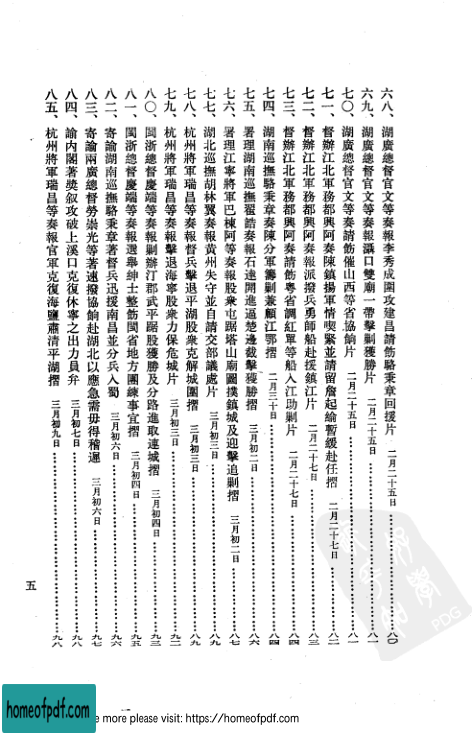 六八、湖廣總督官文等奏報李秀成圍攻建昌請飭駱秉章回援片　二月二十五日……八〇
六九、湖廣總督官文等奏報灄口雙廟一帶擊剿獲勝片　二月二十五日……八一
七〇、湖廣總督官文等奏請飭催山西等省協餉片　二月二十五日……八一
七一、督辦江北軍務都興阿奏陳鎮揚軍情喫緊並請留詹起綸暫緩赴任摺　二月二十七日……八二
七二、督辦江北軍務都興阿奏報派撥兵勇師船赴援鎮江片　二月二十七日……八三
七三、督辦江北軍務都興阿奏請飭粵省調紅單等船入江助剿片　二月二十七日……八四
七四、湖南巡撫駱秉章奏陳分軍籌剿兼顧江鄂摺　二月三十日……八四
七五、署理湖南巡撫翟誥奏報石達開進逼楚邊截擊獲勝摺　三月初二日……八六
七六、署理江寧將軍巴棟阿等奏報股衆屯踞塔山廟圖撲鎮城及迎擊追剿摺　三月初二日……八七
七七、湖北巡撫胡林翼奏報黃州失守並自請交部議處片　三月初三日……八九
七八、杭州將軍瑞昌等奏報督兵擊退平湖股衆克解城圍摺　三月初三日……八九
七九、杭州將軍瑞昌等奏報擊退海寧股衆力保危城片　三月初三日……九二
八〇、閩浙總督慶端等奏報剿辦汀郡武平踞股獲勝及分路進取連城摺　三月初四日……九三
八一、閩浙總督慶端等奏報選舉紳士整飭閩省地方團練事宜摺　三月初四日……九五
八二、寄諭湖南巡撫駱秉章著督兵迅援南昌並分兵入蜀　三月初六日……九六
八三、寄諭兩廣總督勞崇光等著速撥協餉赴湖北以應急需毋得稽遲　三月初六日……九七
八四、諭內閣著獎敘攻破上溪口克復休寧之出力員弁　三月初七日……九八
八五、杭州將軍瑞昌等奏報官軍克復海鹽肅清平湖摺　三月初九日……九八
五
PDG
homeofpdf.com
e more please visit: https://homeofpdf.com